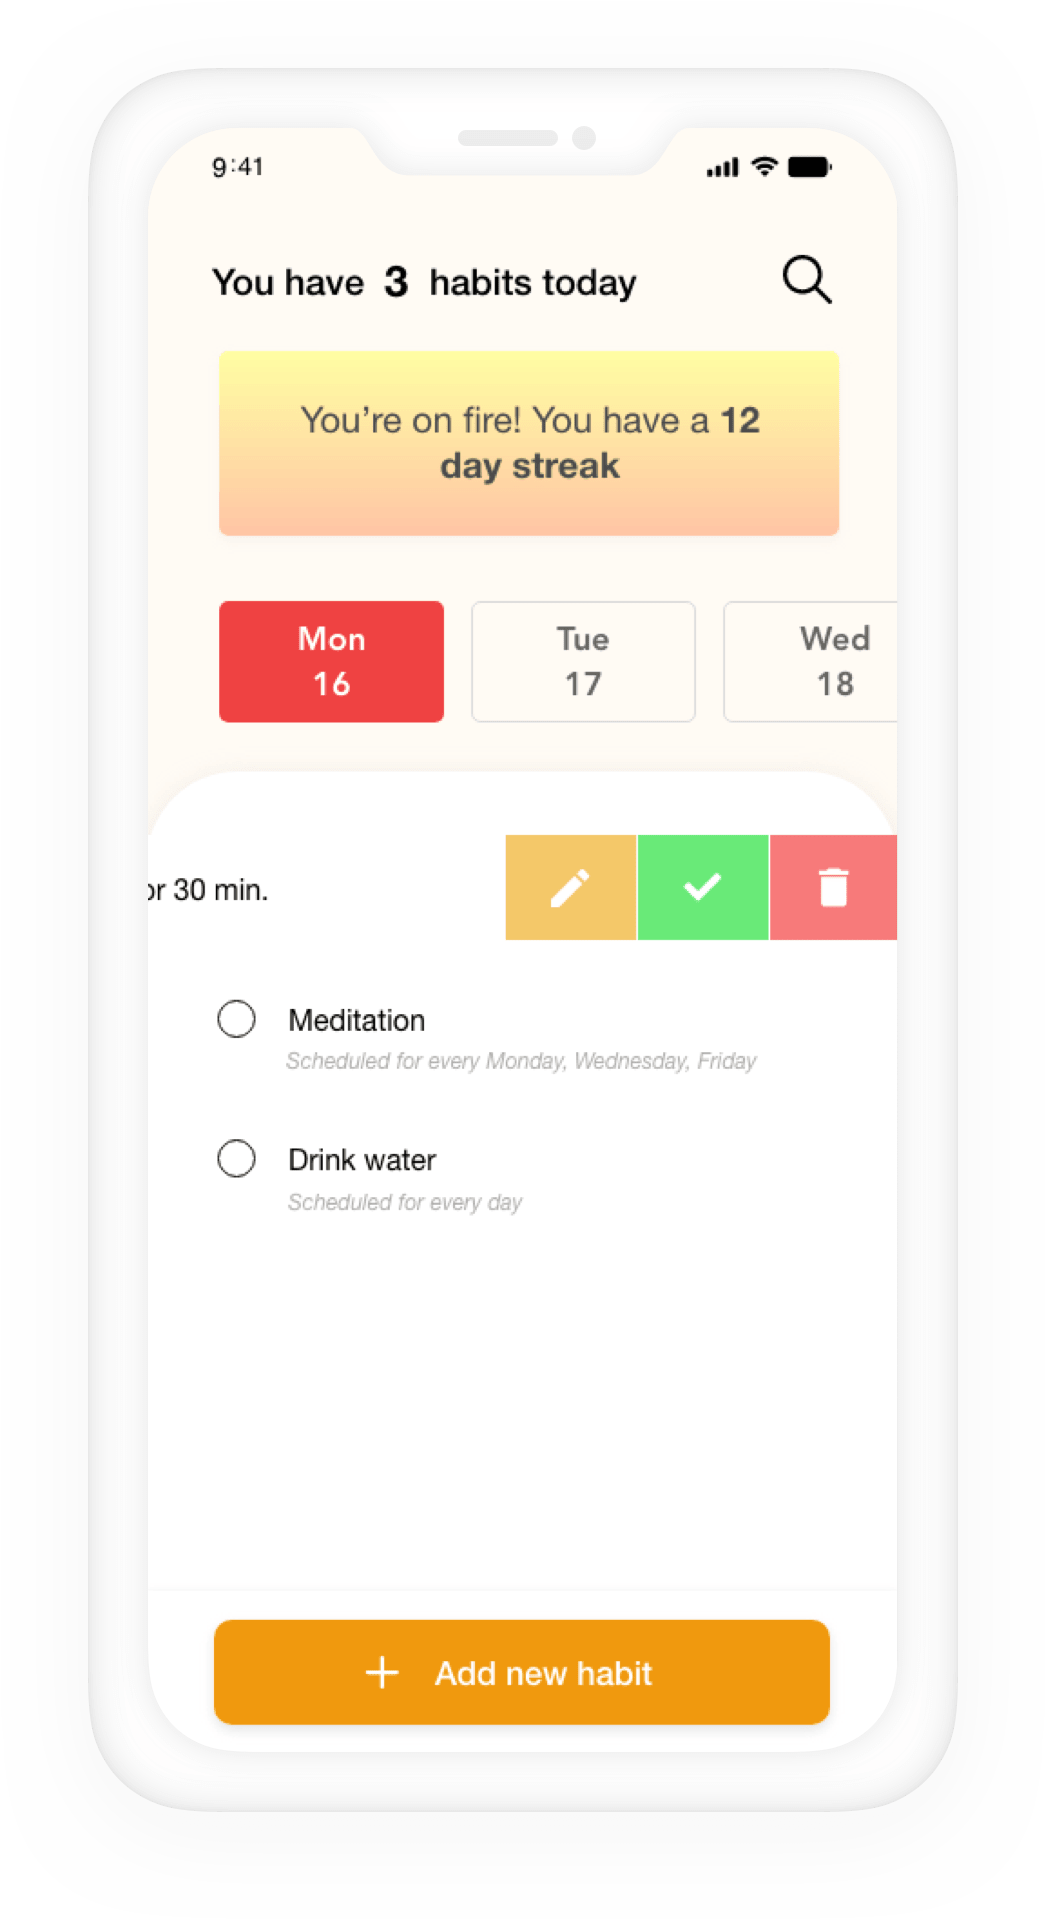 9:41
You have 3 habits today
You're on fire! You have a 12
day streak
Mon Tue Wed
16 17 18
or 30 min.
Meditation
Scheduled for every Monday, Wednesday, Friday
Drink water
Scheduled for every day
+ Add new habit